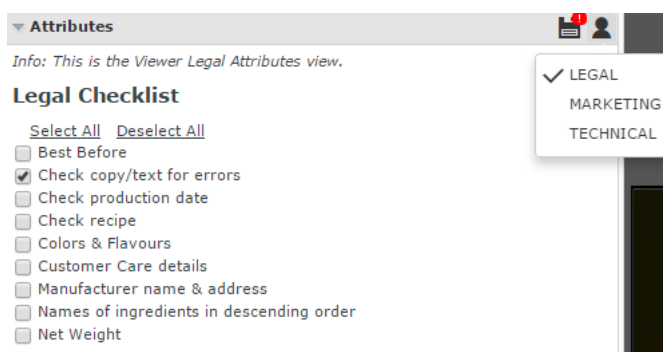 Attributes
!
Info: This is the Viewer Legal Attributes view.
LEGAL
MARKETING
TECHNICAL
Legal Checklist
Select All Deselect All
Best Before
Check copy/text for errors
Check production date
Check recipe
Colors & Flavours
Customer Care details
Manufacturer name & address
Names of ingredients in descending order
Net Weight